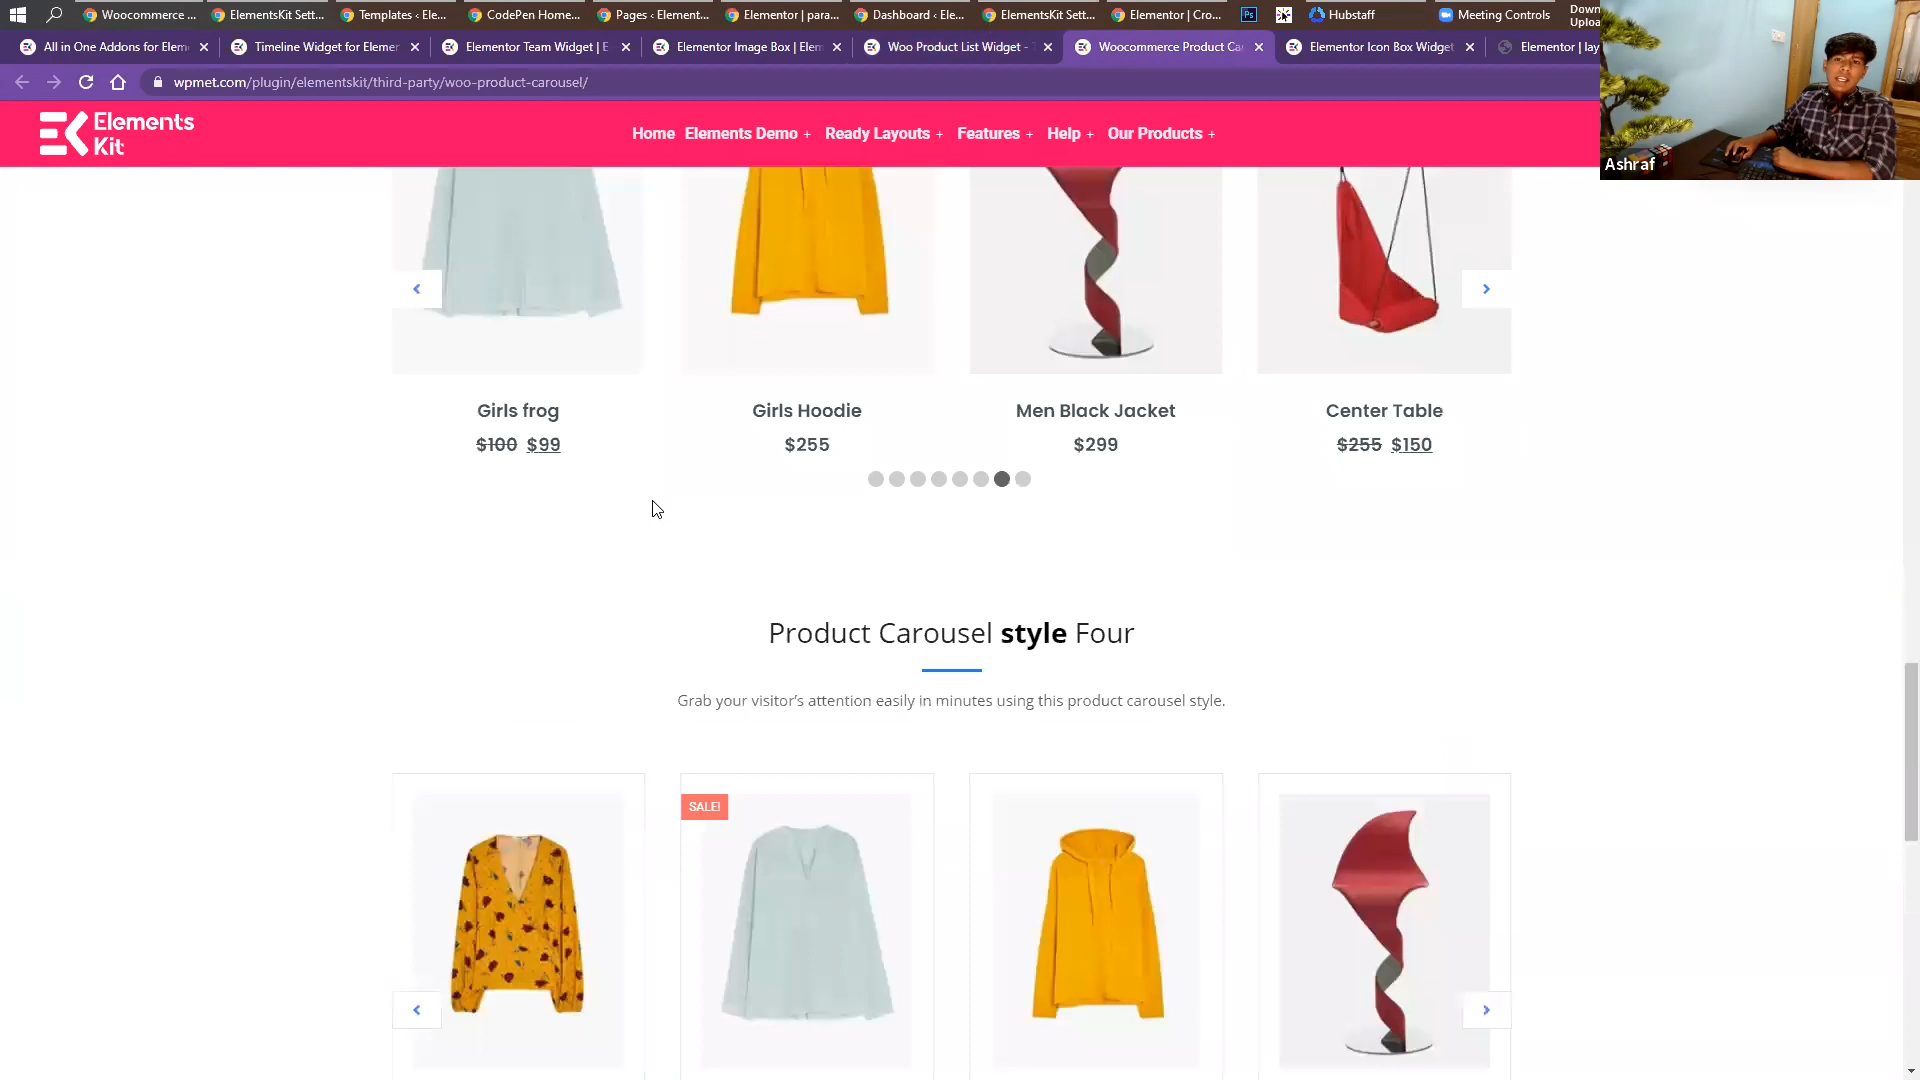 Woocommerce ...
ElementsKit Sett...
Templates ‹ Ele...
CodePen Home...
Pages ‹ Element...
Elementor | para...
Dashboard ‹ Ele...
ElementsKit Sett...
Elementor | Cro...
Ps
Hubstaff
Meeting Controls
Down
Uploa
All in One Addons for Elem
Timeline Widget for Elemer
Elementor Team Widget | E
Elementor Image Box | Elem
Woo Product List Widget -
Woocommerce Product Ca
Elementor Icon Box Widget
Elementor | lay
wpmet.com/plugin/elementskit/third-party/woo-product-carousel/
Elements
Kit
Home
Elements Demo +
Ready Layouts +
Features +
Help +
Our Products +
Ashraf
Girls frog
Girls Hoodie
Men Black Jacket
Center Table
$100 $99
$255
$299
$255 $150
Product Carousel style Four
Grab your visitor's attention easily in minutes using this product carousel style.
SALE!